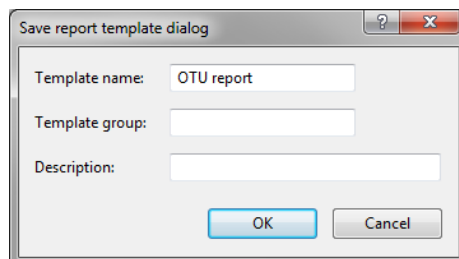 Save report template dialog
?
X
Template name: OTU report
Template group:
Description:
OK Cancel